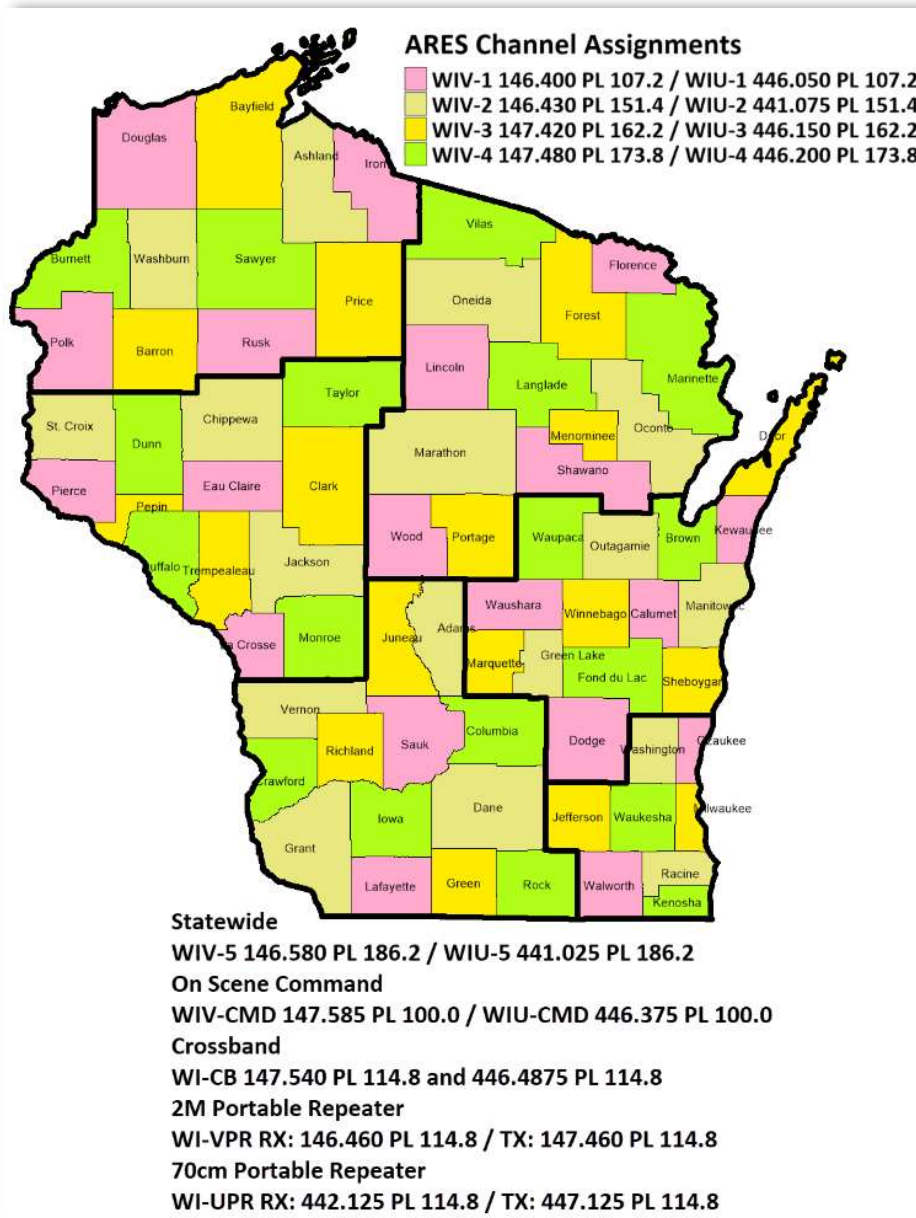 ARES Channel Assignments
WIV-1 146.400 PL 107.2 / WIU-1 446.050 PL 107.2
WIV-2 146.430 PL 151.4 / WIU-2 441.075 PL 151.4
WIV-3 147.420 PL 162.2 / WIU-3 446.150 PL 162.2
WIV-4 147.480 PL 173.8 / WIU-4 446.200 PL 173.8
Bayfield
Douglas
Ashland
Iron
Vilas
Burnett
Washburn
Sawyer
Florence
Price
Oneida
Forest
Polk
Barron
Rusk
Lincoln
Marinette
Langlade
Taylor
Chippewa
St. Croix
Dunn
Oconto
Menominee
Door
Marathon
Shawano
Pierce
Eau Claire
Clark
Pepin
Wood
Portage
Waupaca
Outagamie
Brown
Kewaunee
Jackson
Buffalo
Trempealeau
Waushara
Winnebago
Calumet
Manitowoc
La Crosse
Monroe
Juneau
Adams
Marquette
Green Lake
Fond du Lac
Sheboygan
Vernon
Richland
Sauk
Columbia
Dodge
Washington
Ozaukee
Crawford
Iowa
Dane
Jefferson
Waukesha
Milwaukee
Grant
Lafayette
Green
Rock
Walworth
Racine
Kenosha
Statewide
WIV-5 146.580 PL 186.2 / WIU-5 441.025 PL 186.2
On Scene Command
WIV-CMD 147.585 PL 100.0 / WIU-CMD 446.375 PL 100.0
Crossband
WI-CB 147.540 PL 114.8 and 446.4875 PL 114.8
2M Portable Repeater
WI-VPR RX: 146.460 PL 114.8 / TX: 147.460 PL 114.8
70cm Portable Repeater
WI-UPR RX: 442.125 PL 114.8 / TX: 447.125 PL 114.8